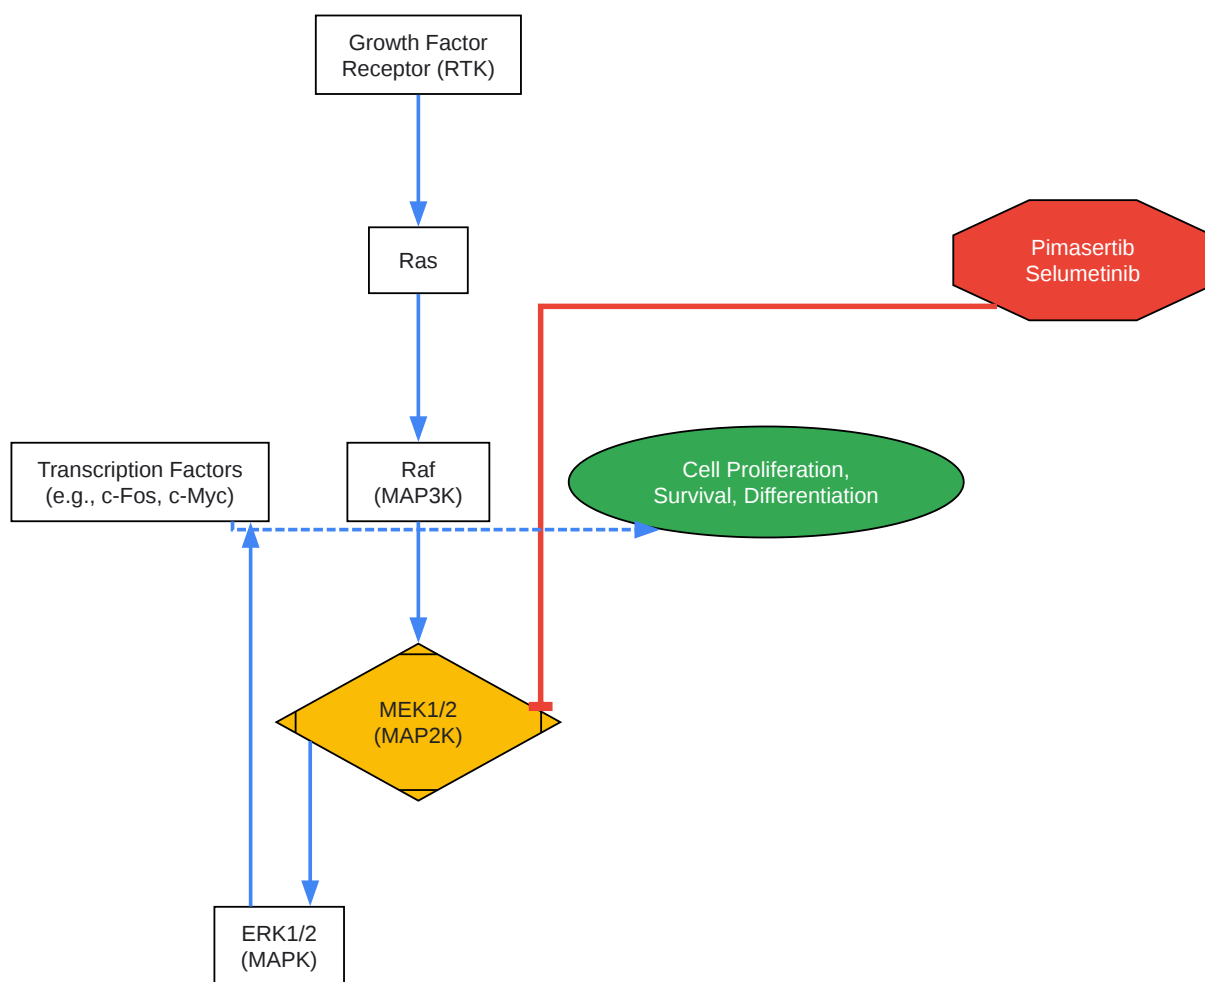 Growth Factor
Receptor (RTK)
Ras
Pimasertib
Selumetinib
Transcription Factors
(e.g., c-Fos, c-Myc)
Raf
(MAP3K)
Cell Proliferation,
Survival, Differentiation
MEK1/2
(MAP2K)
ERK1/2
(MAPK)